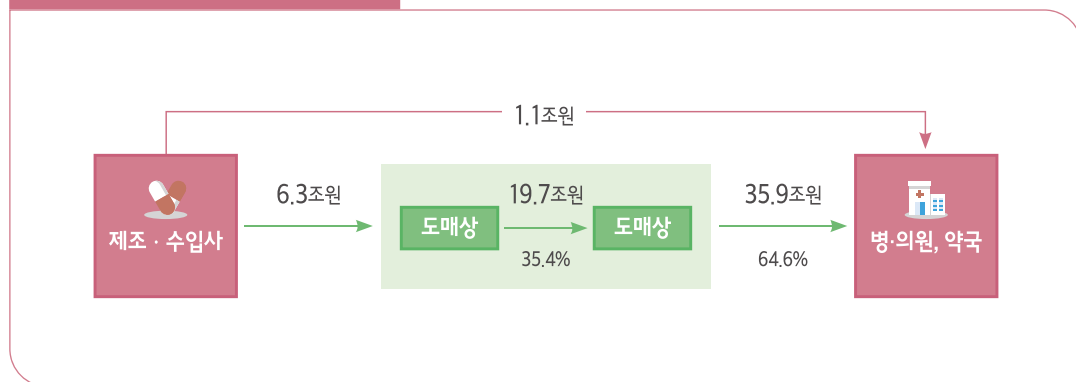 1.1조원
제조 · 수입사
6.3조원
도매상
19.7조원
35.4%
도매상
35.9조원
64.6%
병·의원, 약국